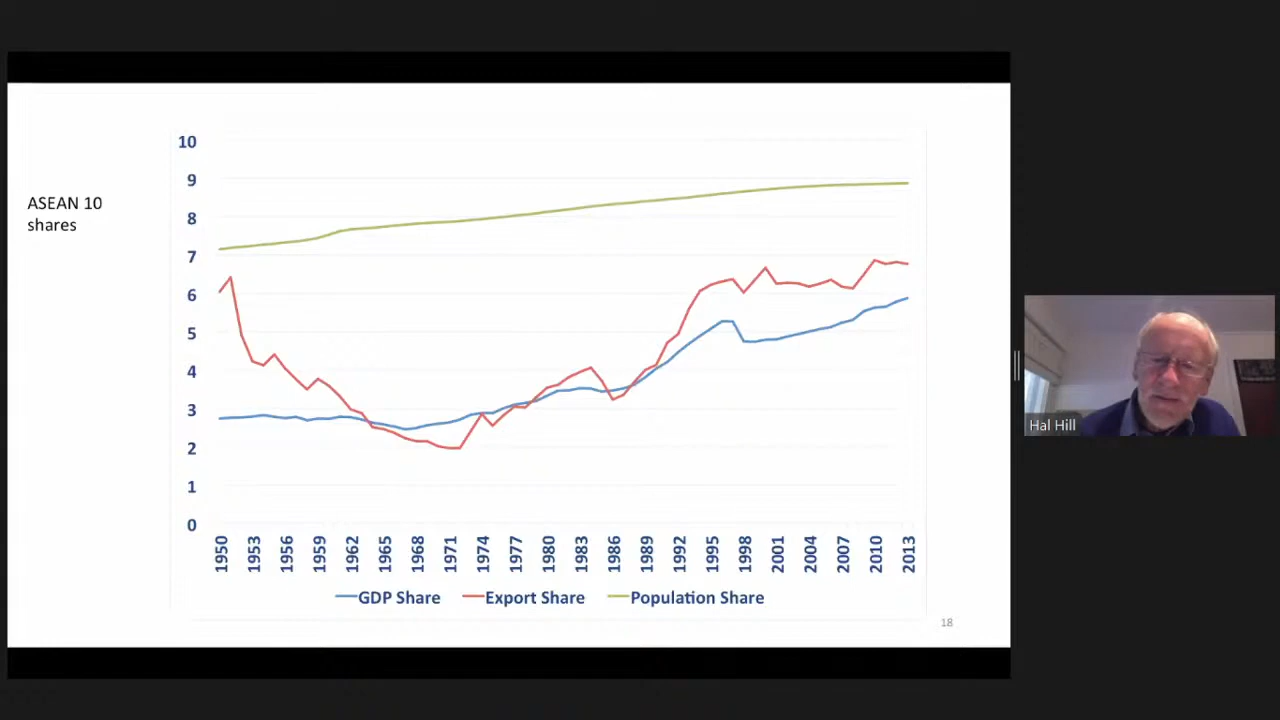 ASEAN 10
shares
10
9
8
7
6
5
4
3
2
1
0
1950 1953 1956 1959 1962 1965 1968 1971 1974 1977 1980 1983 1986 1989 1992 1995 1998 2001 2004 2007 2010 2013
GDP Share Export Share Population Share
18
Hal Hill